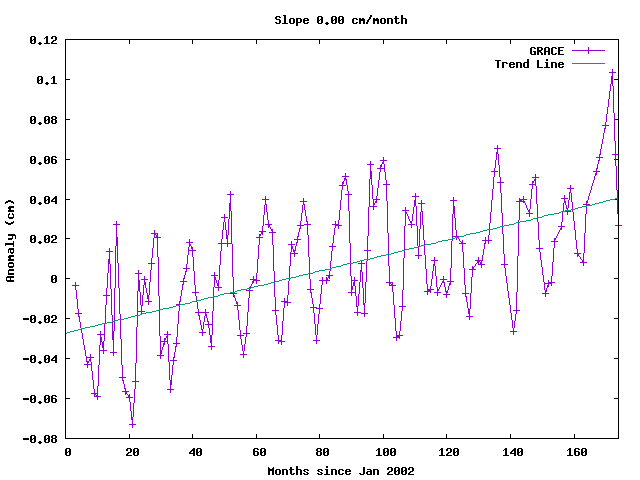 Slope 0.00 cm/month
0.12
0.1
0.08
0.06
0.04
0.02
0
-0.02
-0.04
-0.06
-0.08
Anomaly (cm)
GRACE
Trend Line
0 20 40 60 80 100 120 140 160
Months since Jan 2002